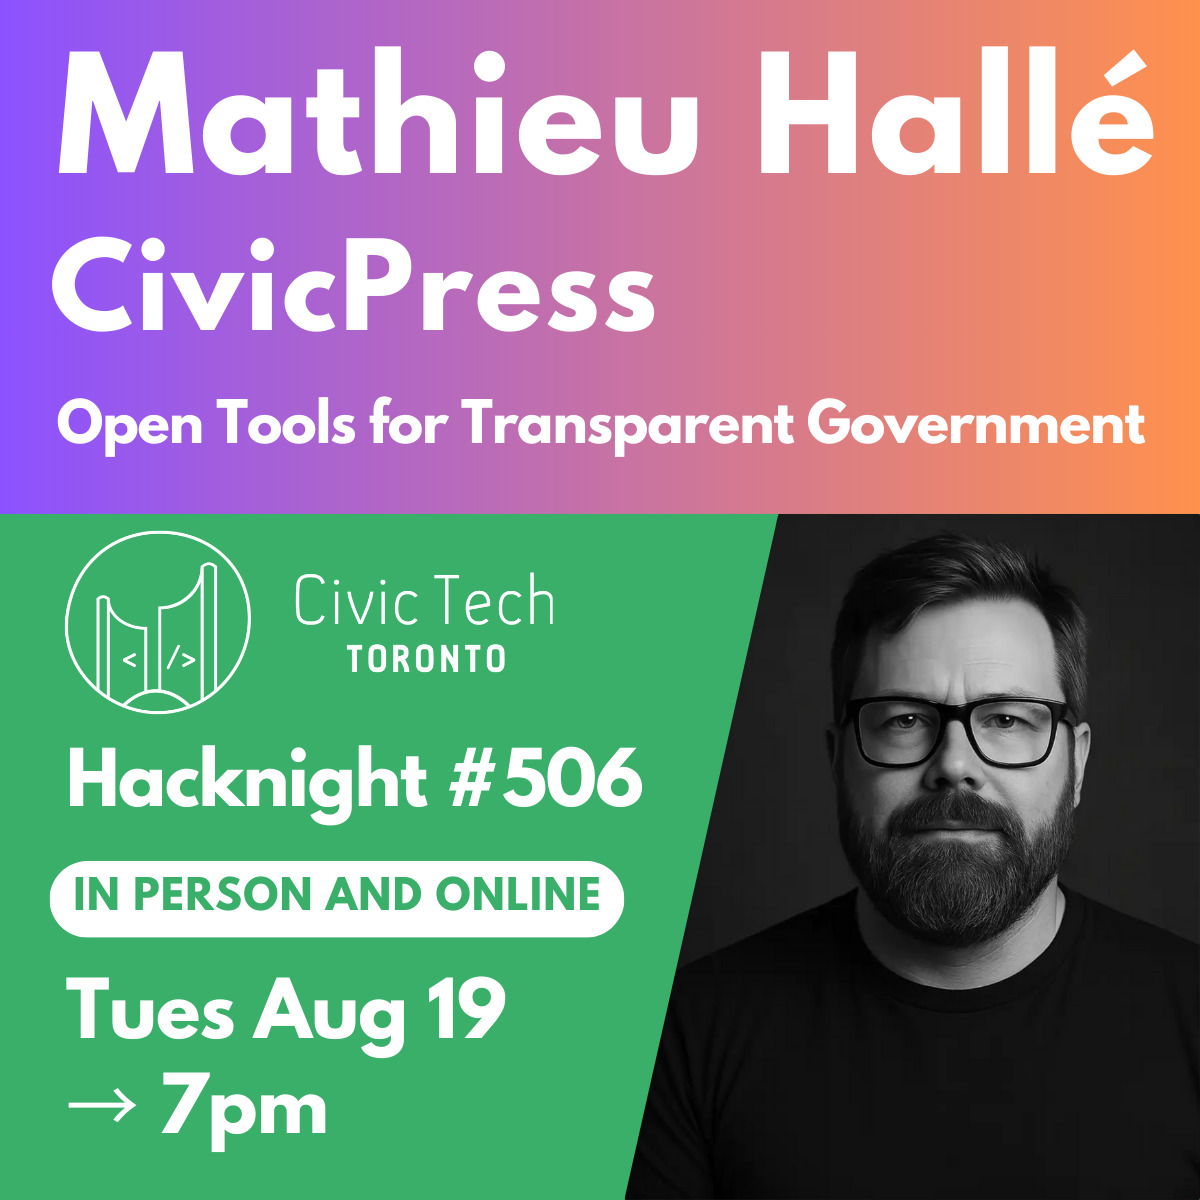 Mathieu Hallé
CivicPress
Open Tools for Transparent Government
</>
Civic Tech
TORONTO
Hacknight #506
IN PERSON AND ONLINE
Tues Aug 19
→ 7pm